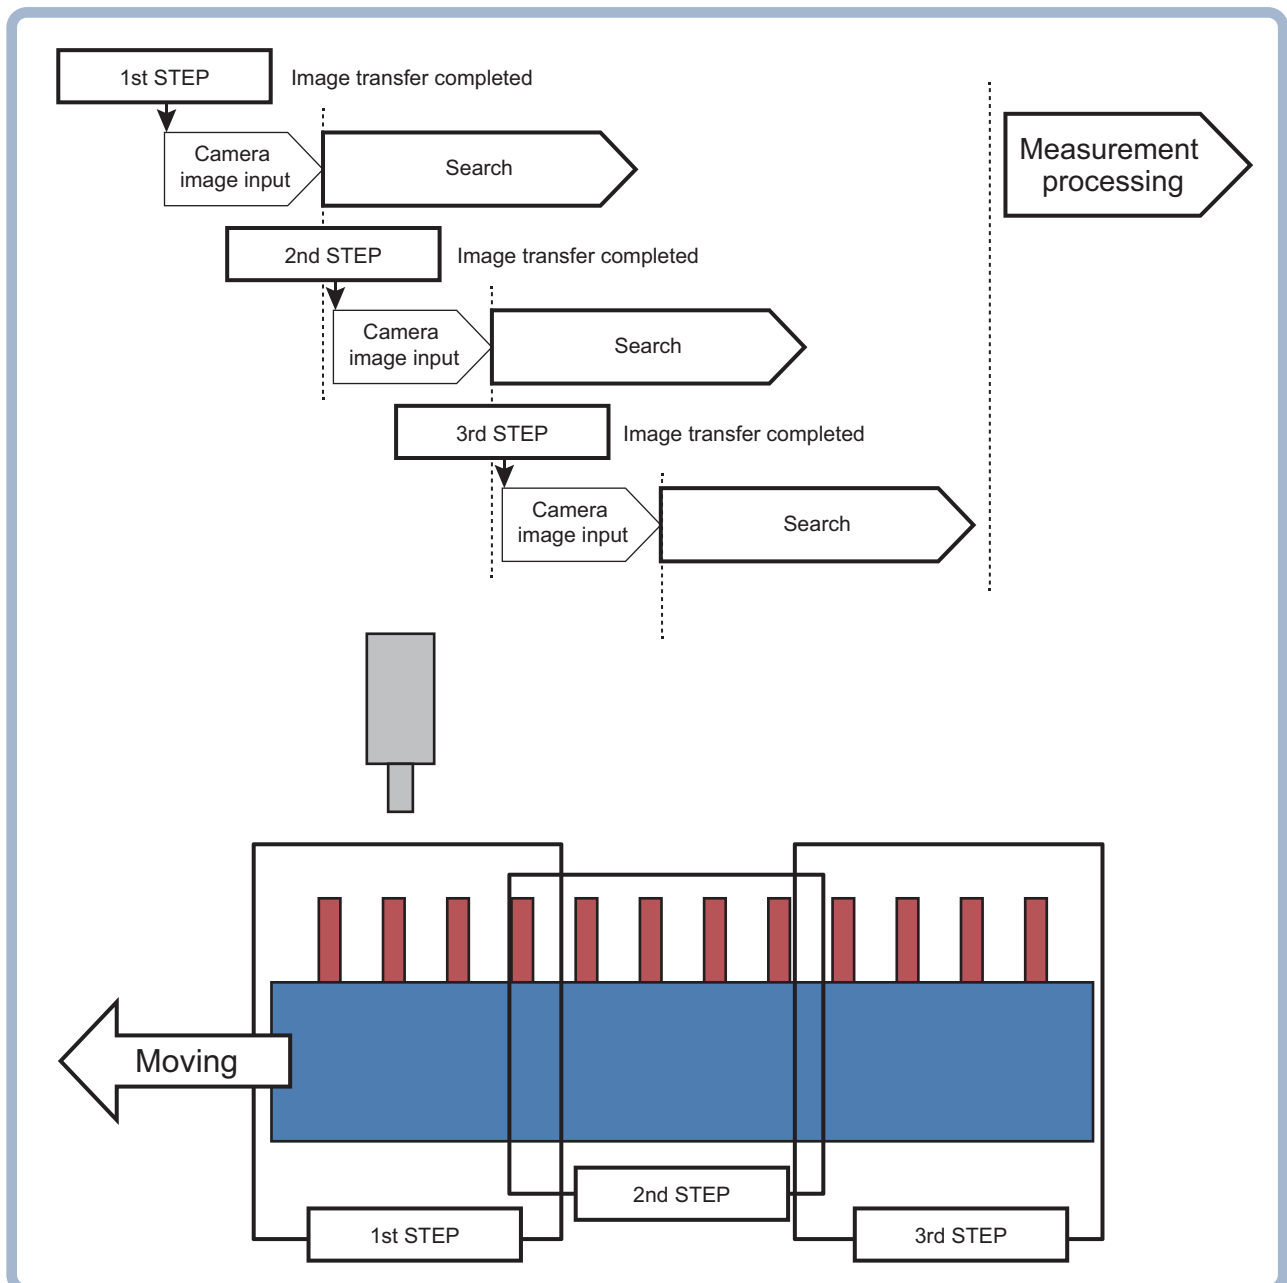 1st STEP
Image transfer completed
Camera
image input
Search
Measurement
processing
2nd STEP
Image transfer completed
Camera
image input
Search
3rd STEP
Image transfer completed
Camera
image input
Search
Moving
2nd STEP
1st STEP
3rd STEP